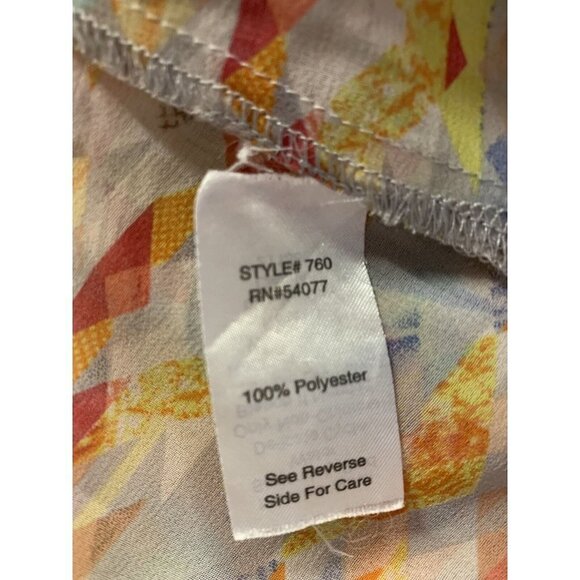 STYLE# 760
RN#54077
100% Polyester
See Reverse
Side For Care